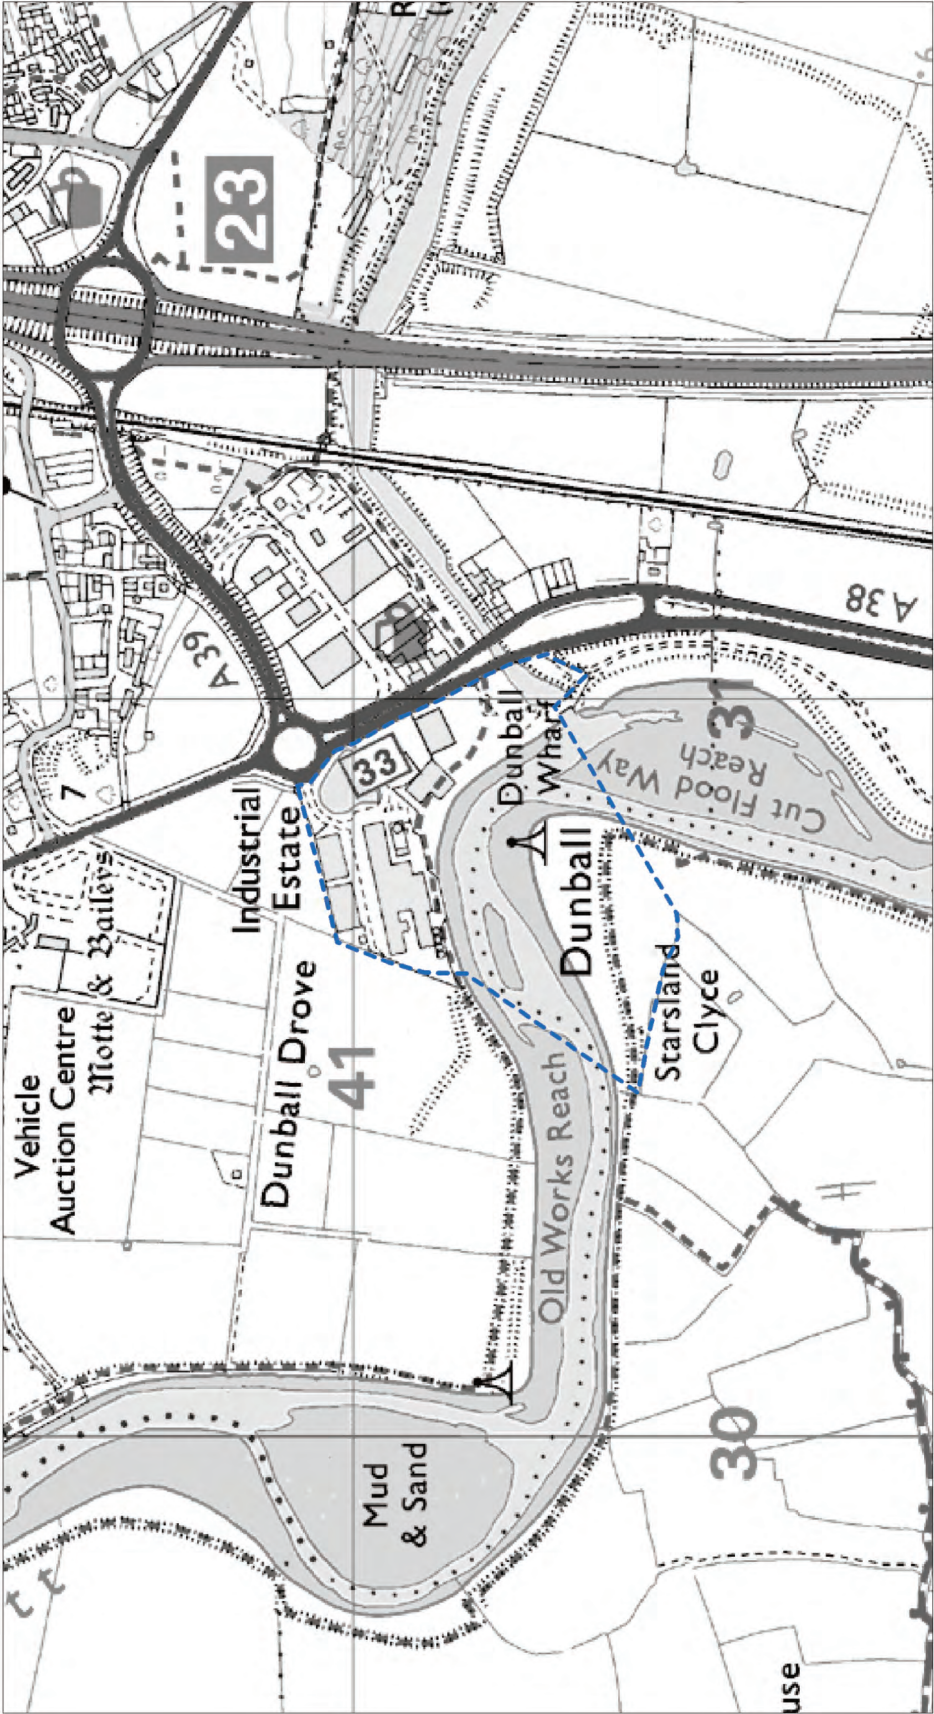 Vehicle
Auction Centre
Motte & Baileys
7
Industrial
Estate
A 39
23
Dunball Drove
41
33
Dunball
Wharf
Dunball
A 38
31
Cut Flood Way
Reach
Starsland
Clyce
Old Works Reach
Mud
& Sand
30
use